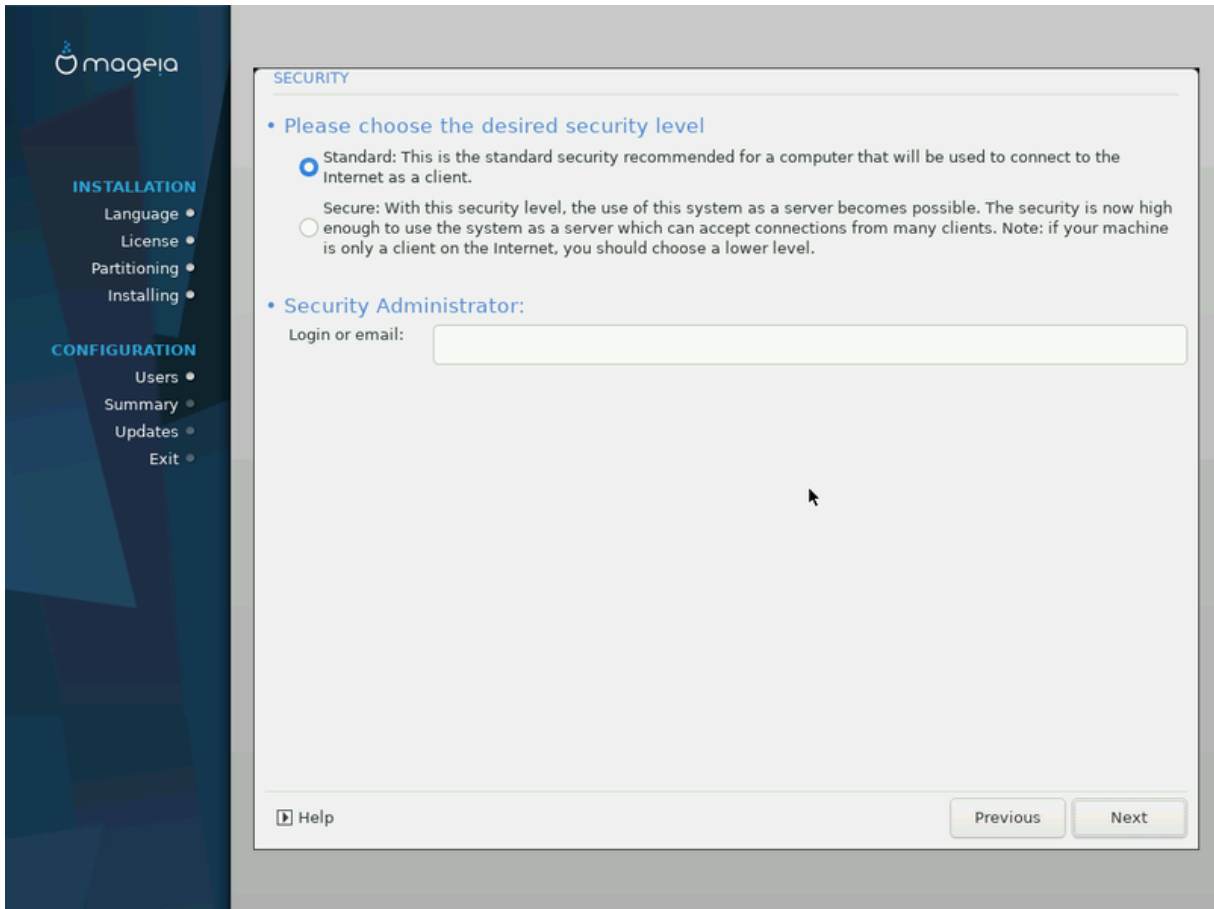 mageia
INSTALLATION
Language
License
Partitioning
Installing
CONFIGURATION
Users
Summary
Updates
Exit
SECURITY
• Please choose the desired security level
Standard: This is the standard security recommended for a computer that will be used to connect to the
Internet as a client.
Secure: With this security level, the use of this system as a server becomes possible. The security is now high
enough to use the system as a server which can accept connections from many clients. Note: if your machine
is only a client on the Internet, you should choose a lower level.
• Security Administrator:
Login or email:
Help
Previous
Next